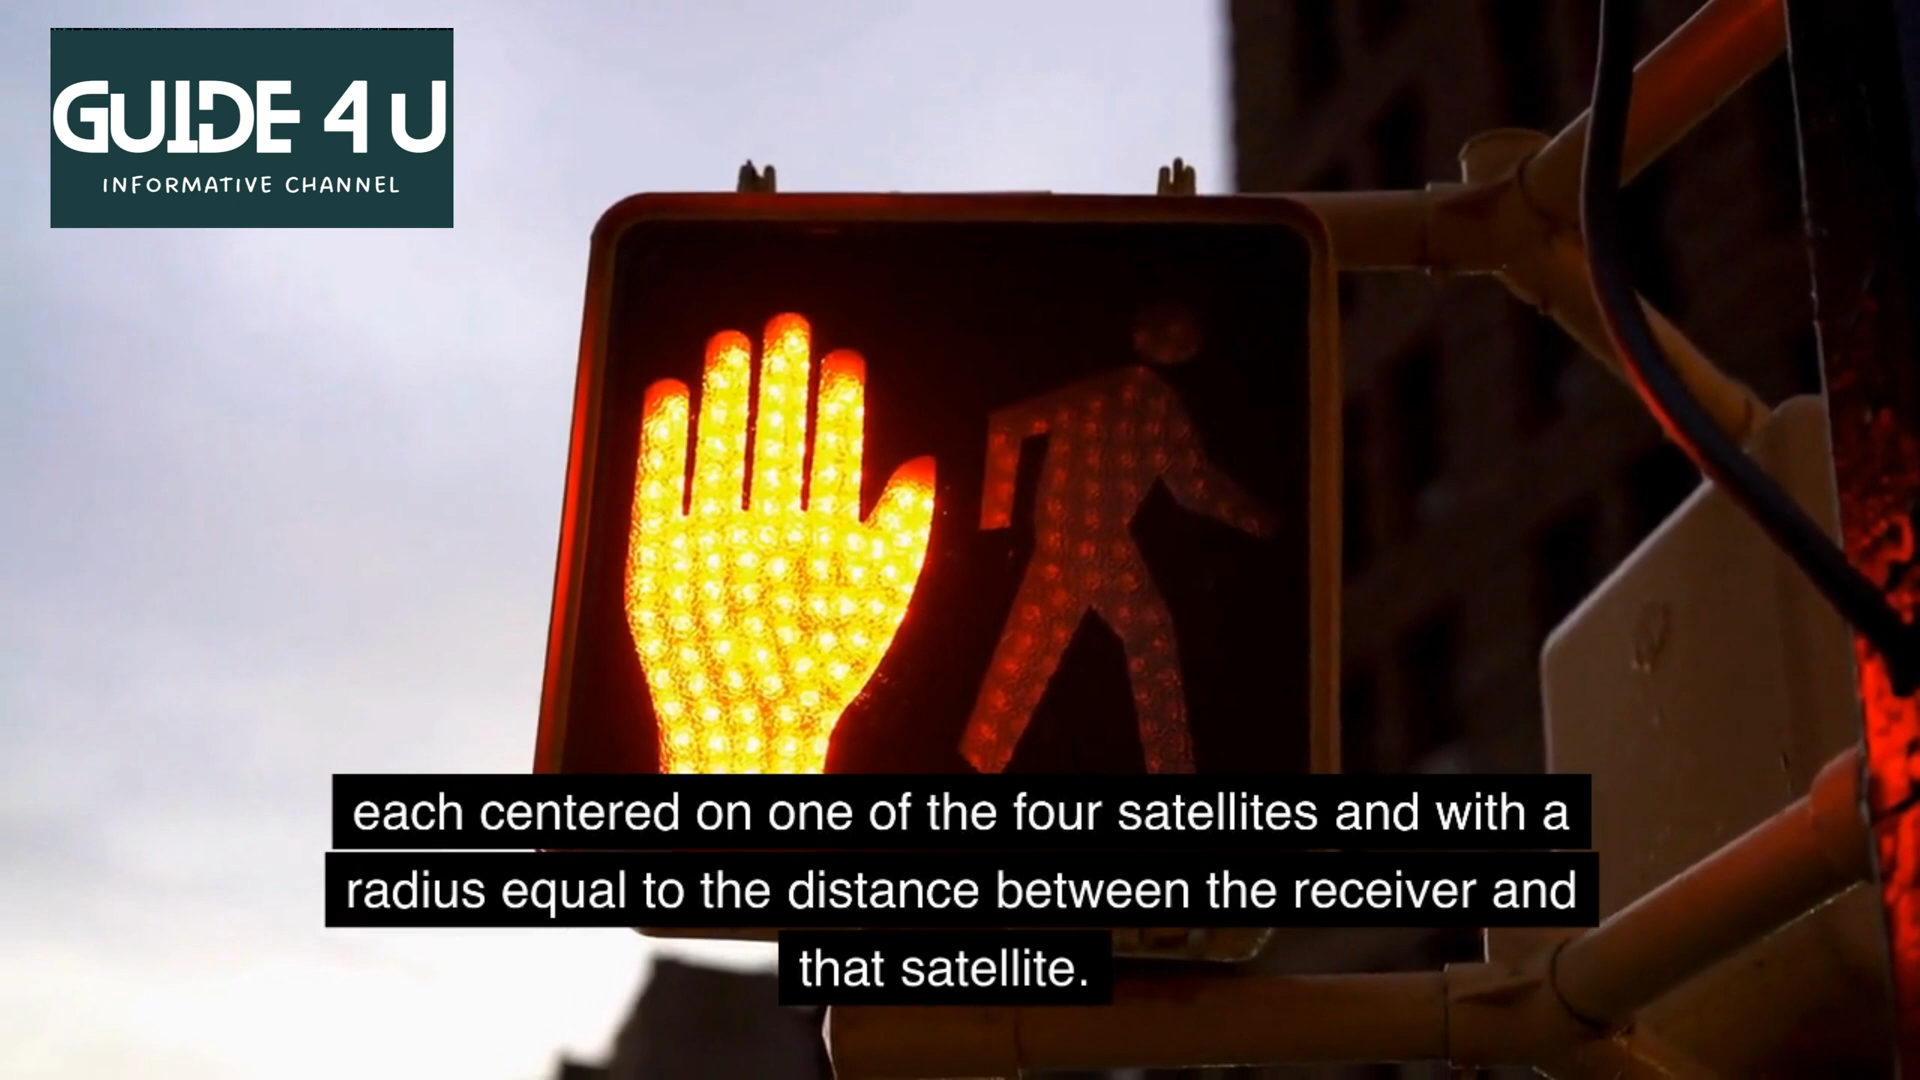 GUIDE 4 U
INFORMATIVE CHANNEL
each centered on one of the four satellites and with a
radius equal to the distance between the receiver and
that satellite.